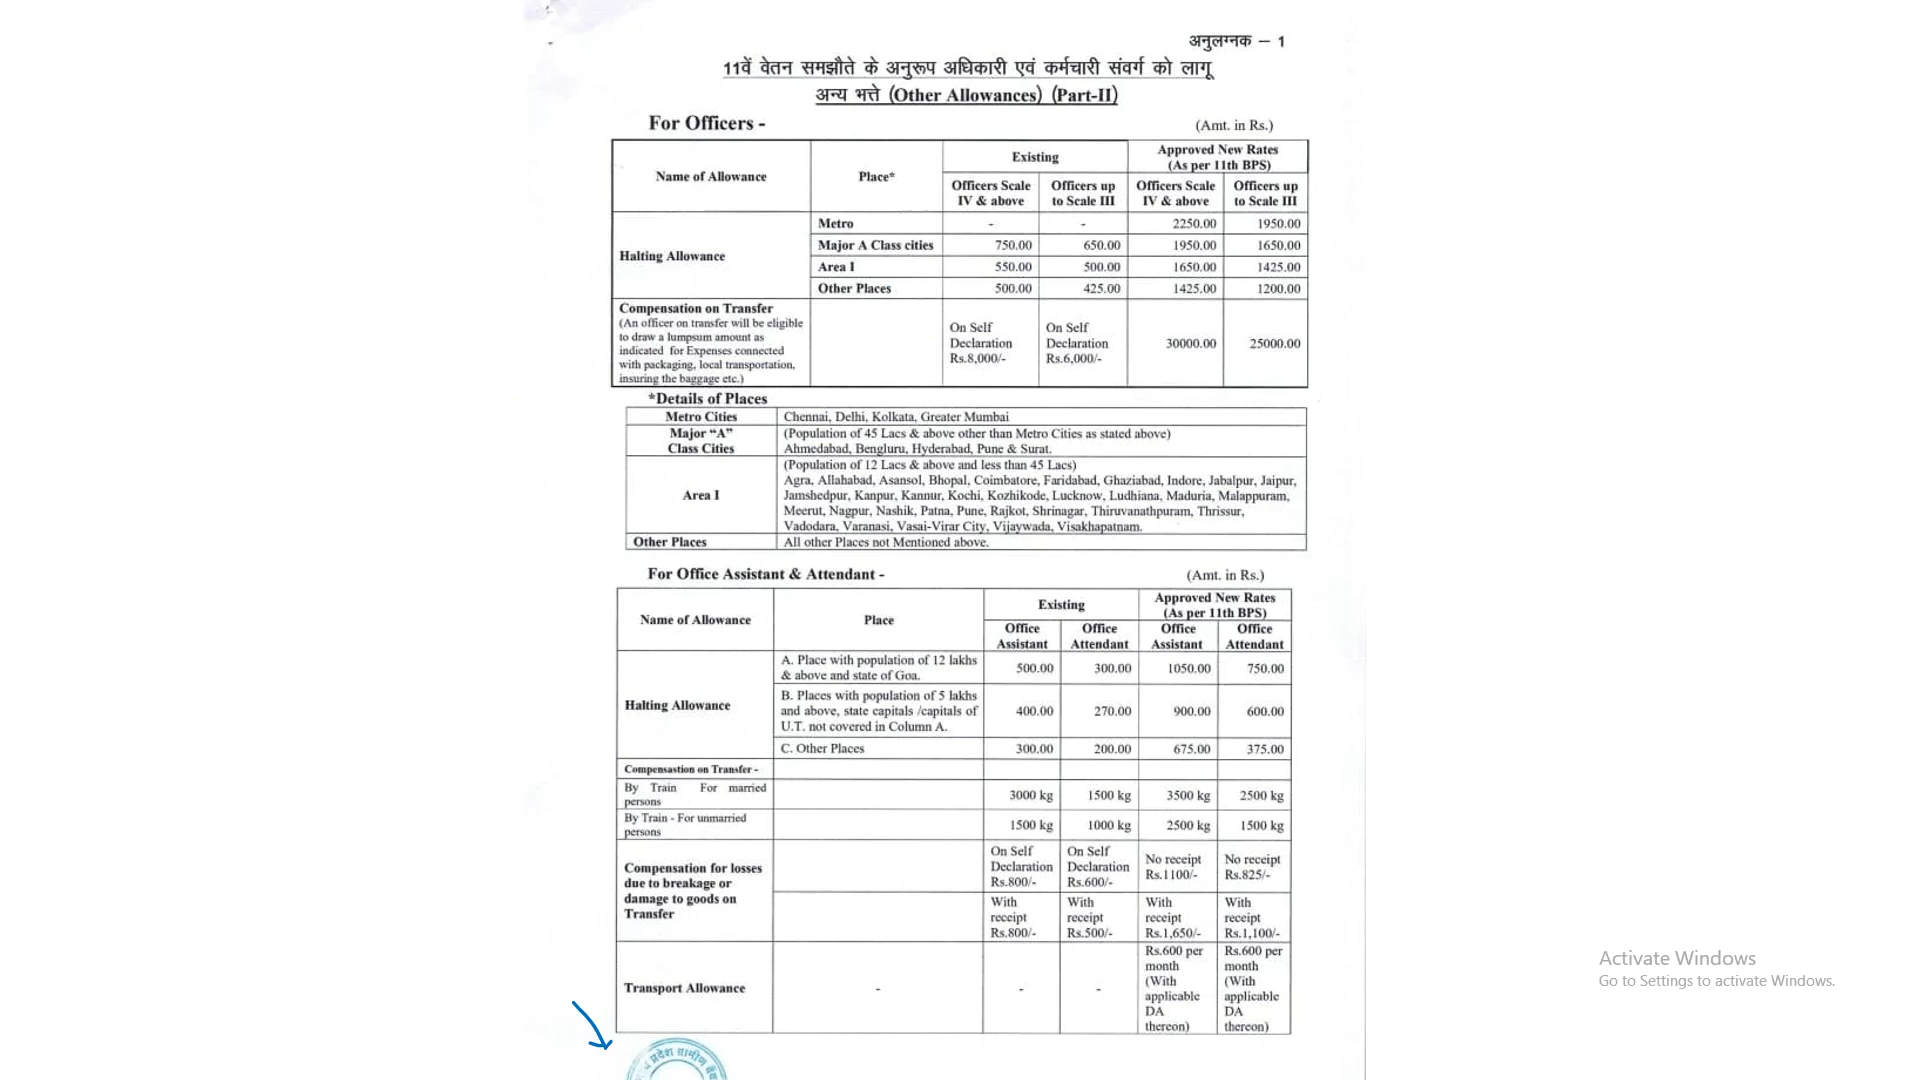 अनुलग्नक – 1
11वें वेतन समझौते के अनुरूप अधिकारी एवं कर्मचारी संवर्ग को लागू
अन्य भत्ते (Other Allowances) (Part-II)
For Officers -
(Amt. in Rs.)
Name of Allowance
Place*
Existing
Approved New Rates
(As per 11th BPS)
Officers Scale
IV & above
Officers up
to Scale III
Officers Scale
IV & above
Officers up
to Scale III
Halting Allowance
Metro - - 2250.00 1950.00
Major A Class cities 750.00 650.00 1950.00 1650.00
Area I 550.00 500.00 1650.00 1425.00
Other Places 500.00 425.00 1425.00 1200.00
Compensation on Transfer
(An officer on transfer will be eligible
to draw a lumpsum amount as
indicated for Expenses connected
with packaging, local transportation,
insuring the baggage etc.)
On Self
Declaration
Rs.8,000/-
On Self
Declaration
Rs.6,000/-
30000.00
25000.00
*Details of Places
Metro Cities
Chennai, Delhi, Kolkata, Greater Mumbai
Major “A”
Class Cities
(Population of 45 Lacs & above other than Metro Cities as stated above)
Ahmedabad, Bengluru, Hyderabad, Pune & Surat.
Area I
(Population of 12 Lacs & above and less than 45 Lacs)
Agra, Allahabad, Asansol, Bhopal, Coimbatore, Faridabad, Ghaziabad, Indore, Jabalpur, Jaipur,
Jamshedpur, Kanpur, Kannur, Kochi, Kozhikode, Lucknow, Ludhiana, Maduria, Malappuram,
Meerut, Nagpur, Nashik, Patna, Pune, Rajkot, Shrinagar, Thiruvanathpuram, Thrissur,
Vadodara, Varanasi, Vasai-Virar City, Vijaywada, Visakhapatnam.
Other Places
All other Places not Mentioned above.
For Office Assistant & Attendant -
(Amt. in Rs.)
Name of Allowance
Place
Existing
Approved New Rates
(As per 11th BPS)
Office
Assistant
Office
Attendant
Office
Assistant
Office
Attendant
Halting Allowance
A. Place with population of 12 lakhs
& above and state of Goa.
500.00 300.00 1050.00 750.00
B. Places with population of 5 lakhs
and above, state capitals /capitals of
U.T. not covered in Column A.
400.00 270.00 900.00 600.00
C. Other Places 300.00 200.00 675.00 375.00
Compensastion on Transfer -
By Train For married
persons
3000 kg 1500 kg 3500 kg 2500 kg
By Train - For unmarried
persons
1500 kg 1000 kg 2500 kg 1500 kg
Compensation for losses
due to breakage or
damage to goods on
Transfer
On Self
Declaration
Rs.800/-
On Self
Declaration
Rs.600/-
No receipt
Rs.1100/-
No receipt
Rs.825/-
With
receipt
Rs.800/-
With
receipt
Rs.500/-
With
receipt
Rs.1,650/-
With
receipt
Rs.1,100/-
Transport Allowance
- - -
Rs.600 per
month
(With
applicable
DA
thereon)
Rs.600 per
month
(With
applicable
DA
thereon)
प्रदेश ग्रामीण
Activate Windows
Go to Settings to activate Windows.